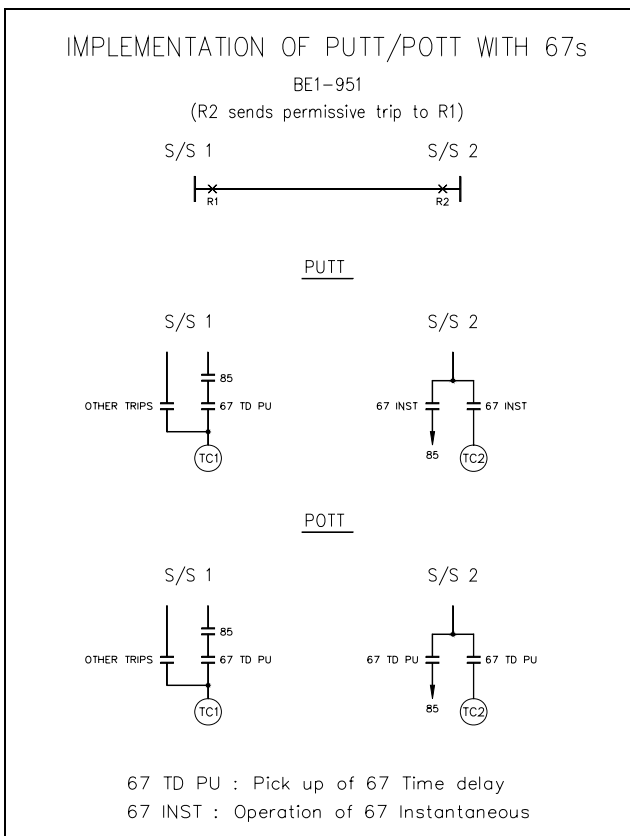 IMPLEMENTATION OF PUTT/POTT WITH 67s
BE1-951
(R2 sends permissive trip to R1)
S/S 1 S/S 2
R1 R2
PUTT
S/S 1 S/S 2
85
OTHER TRIPS 67 TD PU 67 INST 67 INST
TC1 85 TC2
POTT
S/S 1 S/S 2
85
OTHER TRIPS 67 TD PU 67 TD PU 67 TD PU
TC1 85 TC2
67 TD PU : Pick up of 67 Time delay
67 INST : Operation of 67 Instantaneous